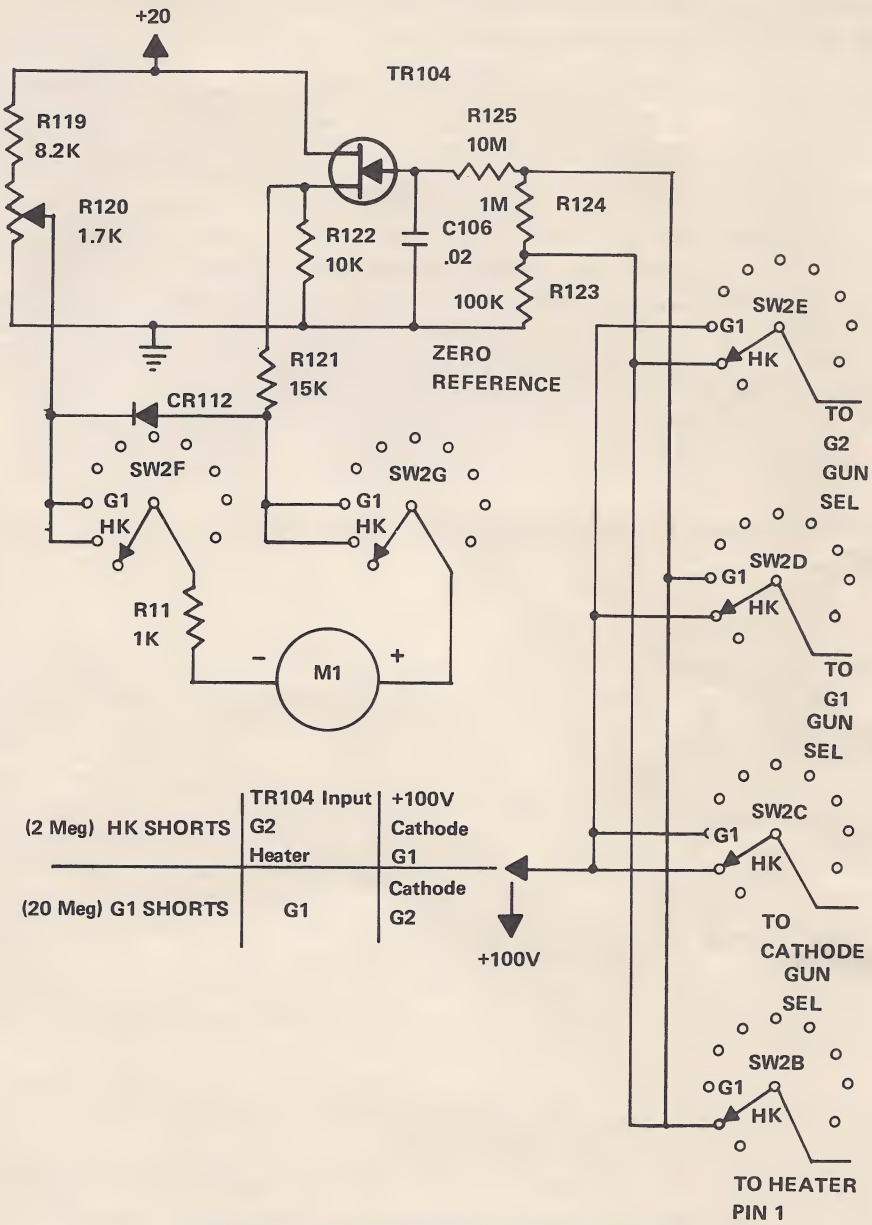 +20
TR104
R119
8.2K
R125
10M
R120
1.7K
1M
R124
R122
10K
C106
.02
100K
R123
SW2E
G1
HK
ZERO
REFERENCE
R121
15K
CR112
TO
G2
GUN
SEL
SW2F
G1
HK
SW2G
G1
HK
SW2D
G1
HK
R11
1K
-
M1
+
TO
G1
GUN
SEL
TR104 Input +100V
(2 Meg) HK SHORTS G2 Cathode
Heater G1
(20 Meg) G1 SHORTS G1 Cathode
G2
+100V
SW2C
G1
HK
TO
CATHODE
GUN
SEL
SW2B
G1
HK
TO HEATER
PIN 1